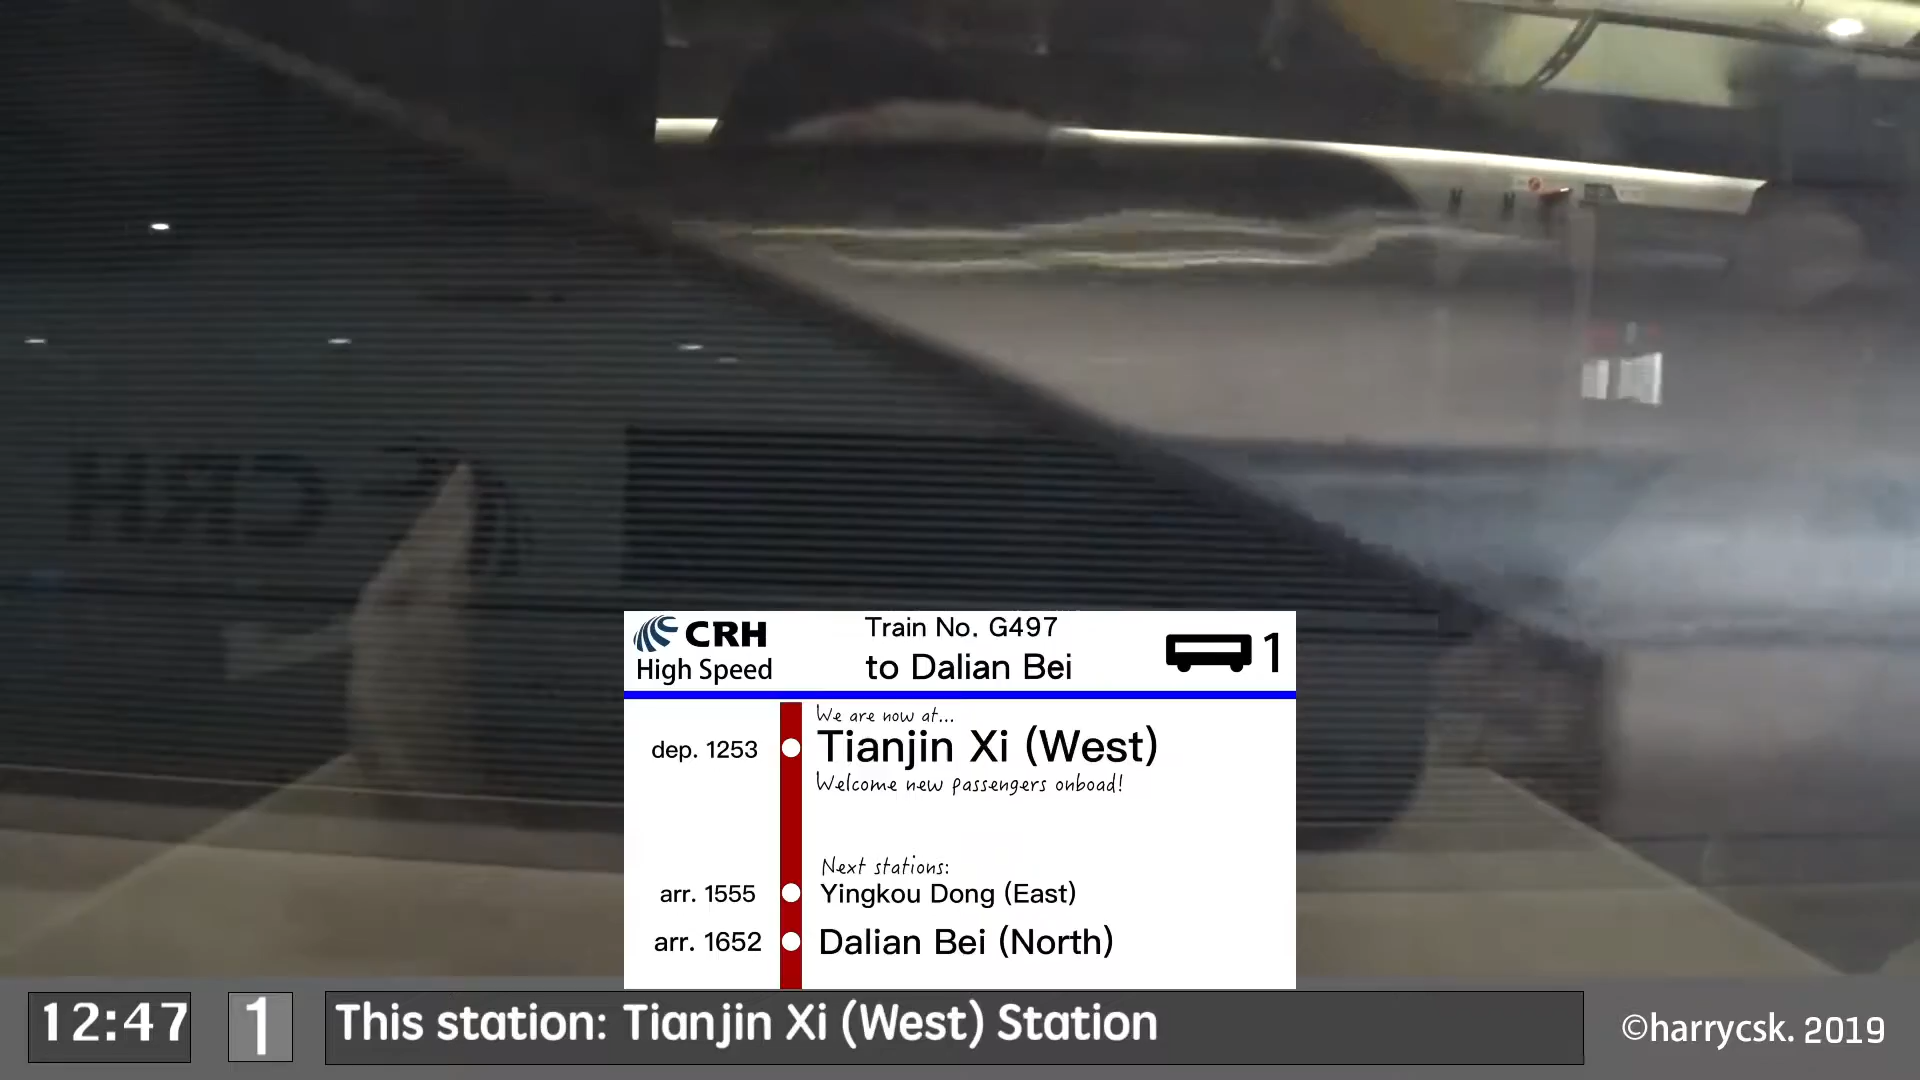 CRH
CRH
High Speed
Train No. G497
to Dalian Bei
1
We are now at...
dep. 1253
Tianjin Xi (West)
Welcome new passengers onboad!
Next stations:
arr. 1555
Yingkou Dong (East)
arr. 1652
Dalian Bei (North)
12:47
1
This station: Tianjin Xi (West) Station
©harrycsk. 2019